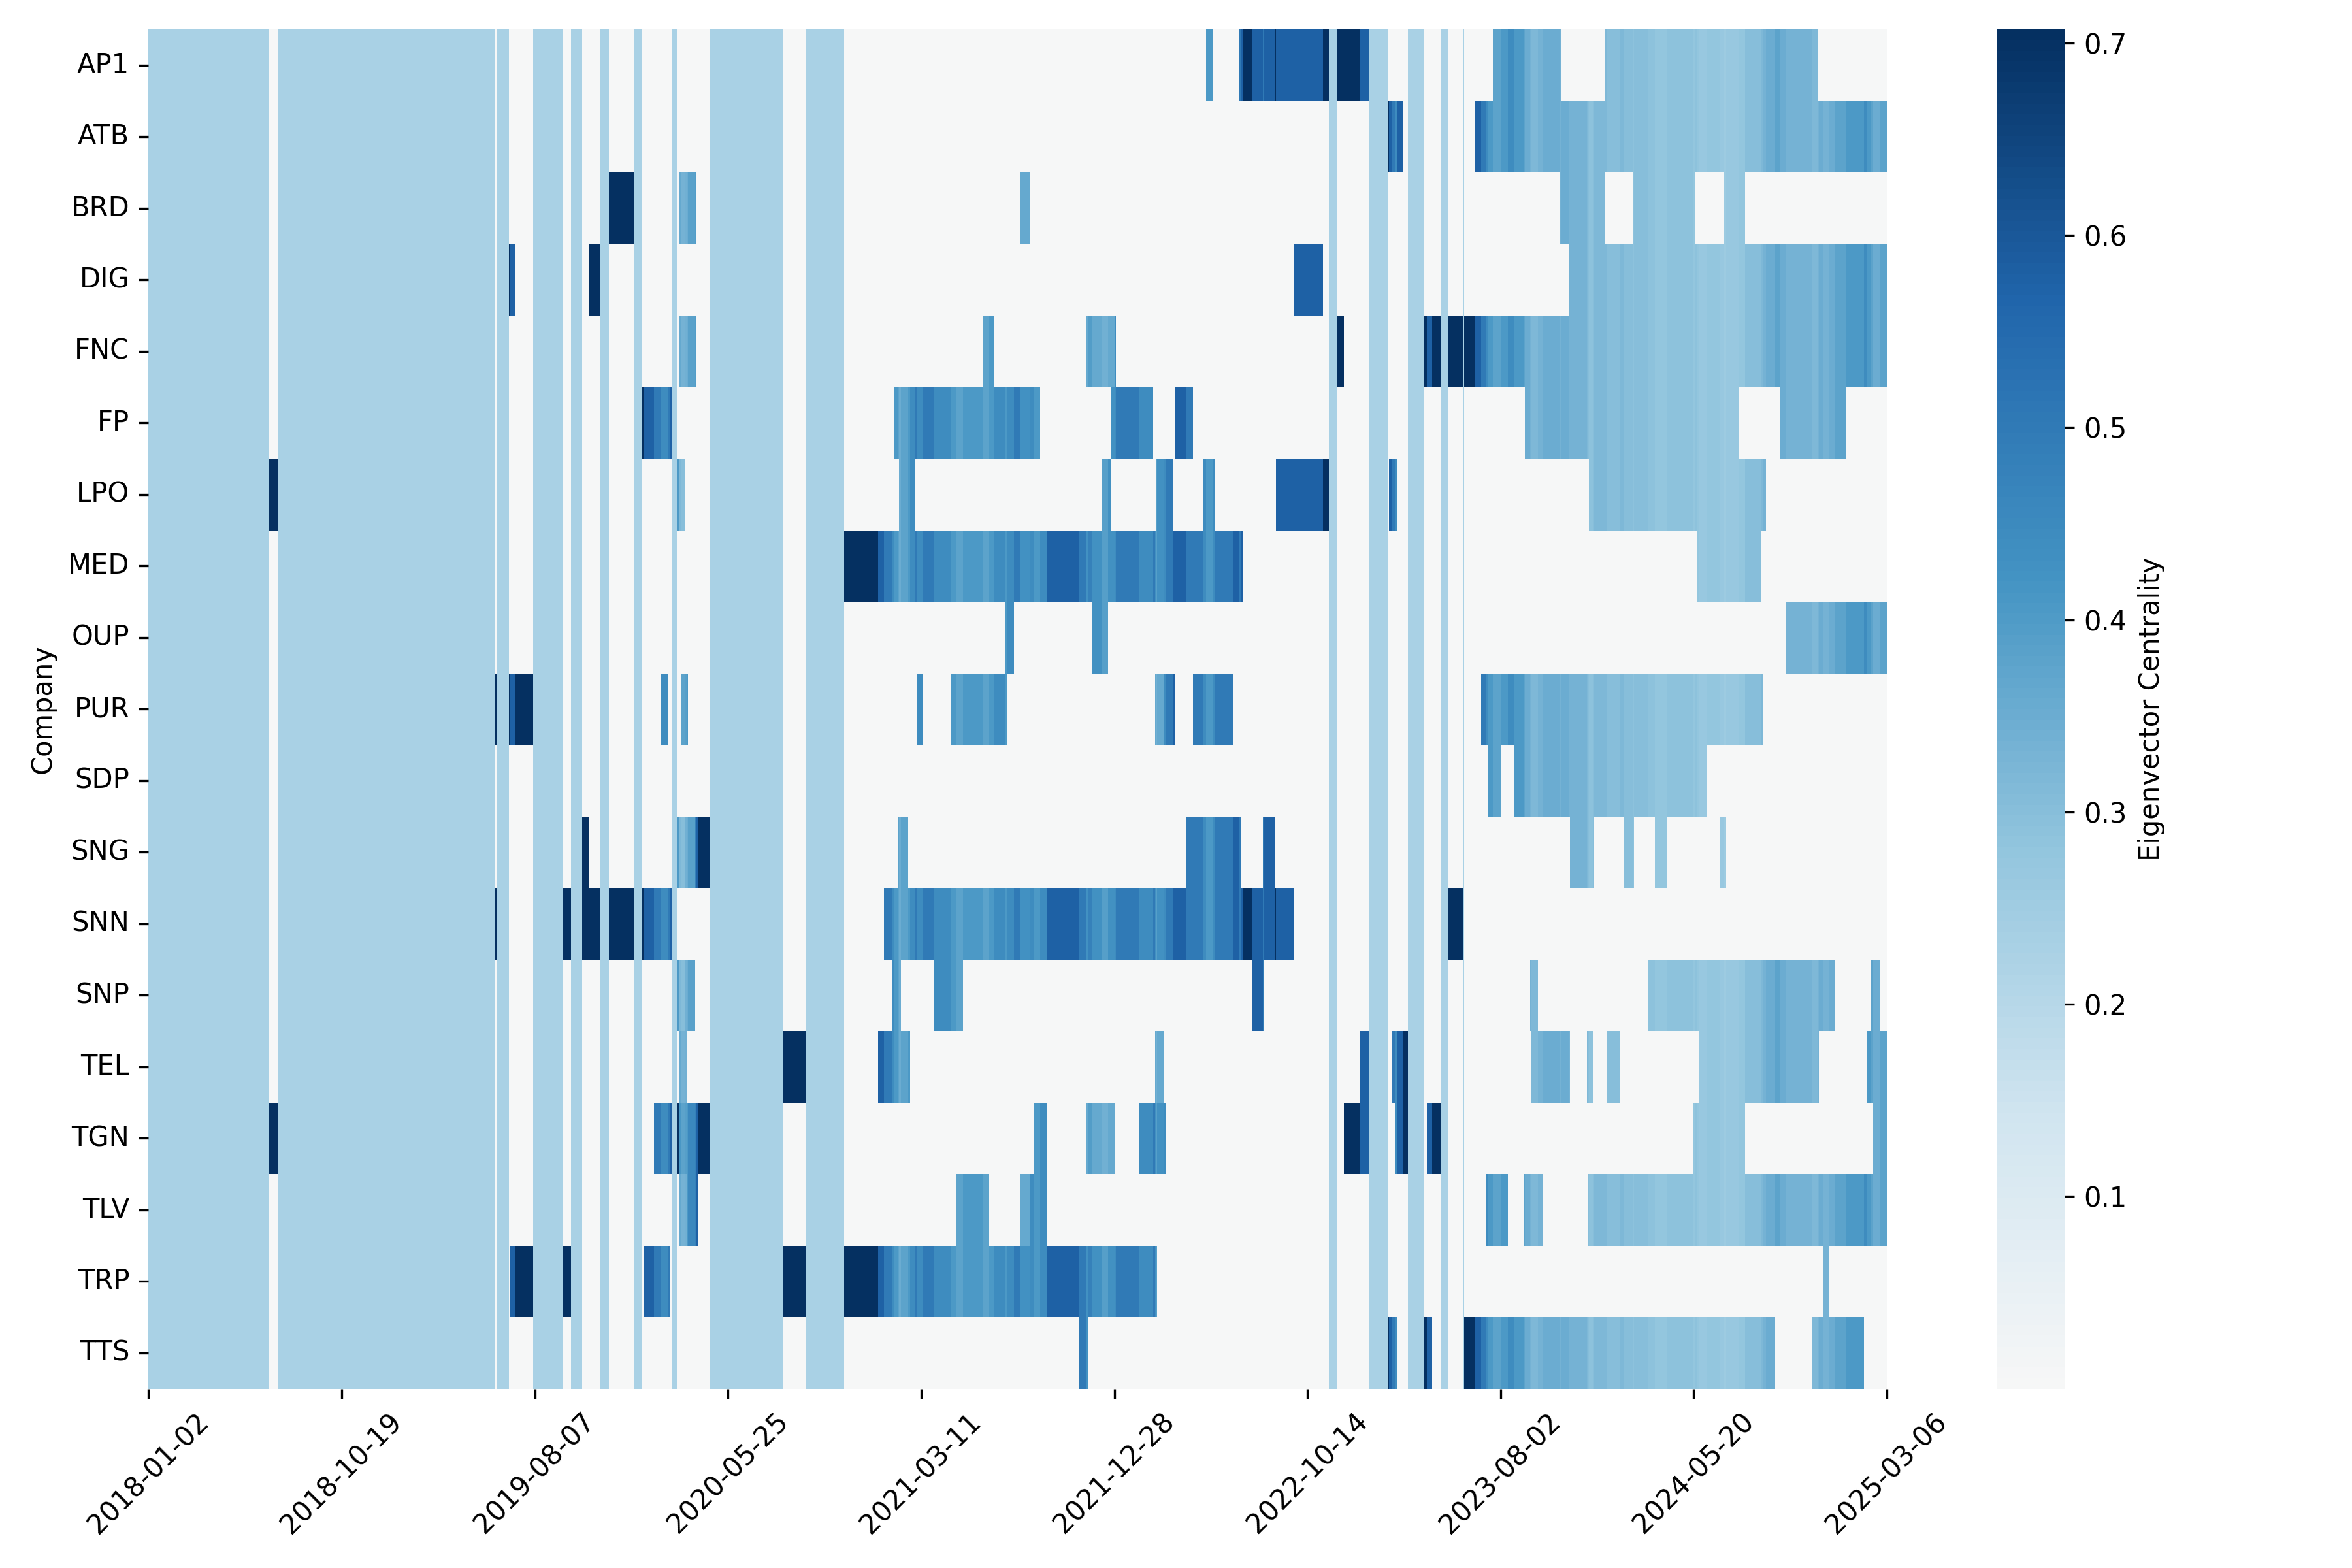 Company
AP1
ATB
BRD
DIG
FNC
FP
LPO
MED
OUP
PUR
SDP
SNG
SNN
SNP
TEL
TGN
TLV
TRP
TTS
2018-01-02
2018-10-19
2019-08-07
2020-05-25
2021-03-11
2021-12-28
2022-10-14
2023-08-02
2024-05-20
2025-03-06
0.7
0.6
0.5
0.4
0.3
0.2
0.1
Eigenvector Centrality